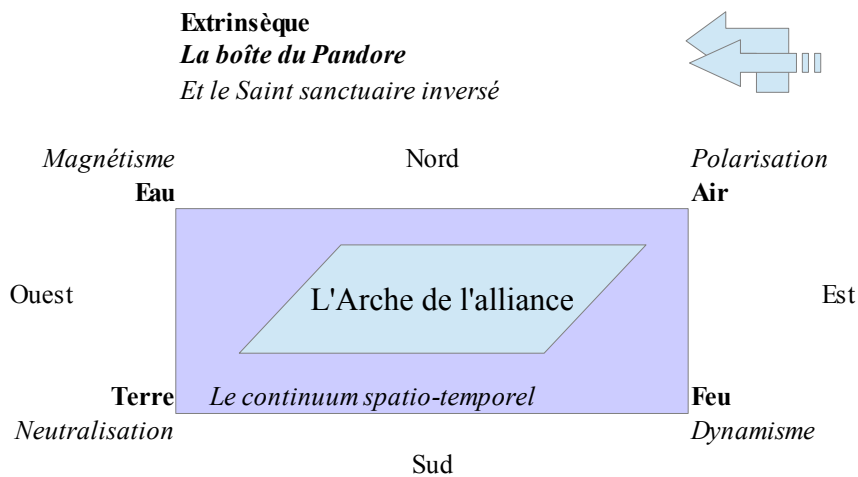 Extrinsèque
La boîte du Pandore
Et le Saint sanctuaire inversé
Magnétisme Nord Polarisation
Eau Air
L'Arche de l'alliance
Ouest Est
Terre Le continuum spatio-temporel Feu
Neutralisation Dynamisme
Sud